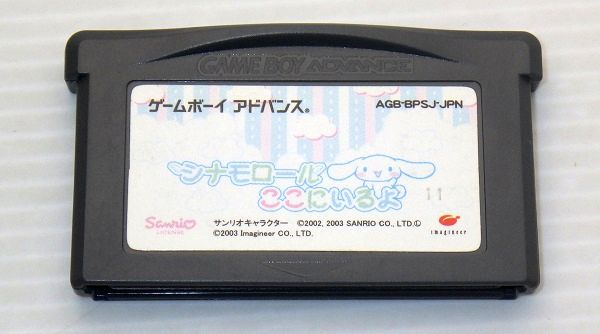 GAME BOY ADVANCE
ゲームボーイ アドバンス® AGB-BPSJ-JPN
シナモロール
ここにいるよ
11
Sanrio
LICENSE
サンリオキャラクター ©2002, 2003 SANRIO CO., LTD.Ⓛ
©2003 Imagineer CO., LTD.
imagineer